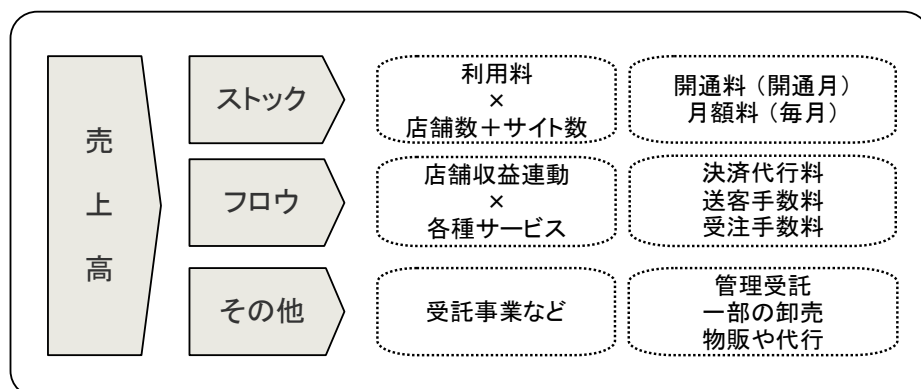 売上高
ストック
利用料
×
店舗数＋サイト数
開通料（開通月）
月額料（毎月）
フロウ
店舗収益連動
×
各種サービス
決済代行料
送客手数料
受注手数料
その他
受託事業など
管理受託
一部の卸売
物販や代行